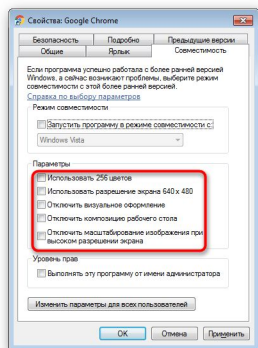 Свойства: Google Chrome
Безопасность Подробно Предыдущие версии
Общие Ярлык Совместимость
Если программа успешно работала с более ранней версией
Windows, а сейчас возникают проблемы, выберите режим
совместимости с этой более ранней версией.
Справка по выбору параметров
Режим совместимости
Запустить программу в режиме совместимости с:
Windows Vista
Параметры
Использовать 256 цветов
Использовать разрешение экрана 640 x 480
Отключить визуальное оформление
Отключить композицию рабочего стола
Отключить масштабирование изображения при
высоком разрешении экрана
Уровень прав
Выполнять эту программу от имени администратора
Изменить параметры для всех пользователей
ОК Отмена Применить